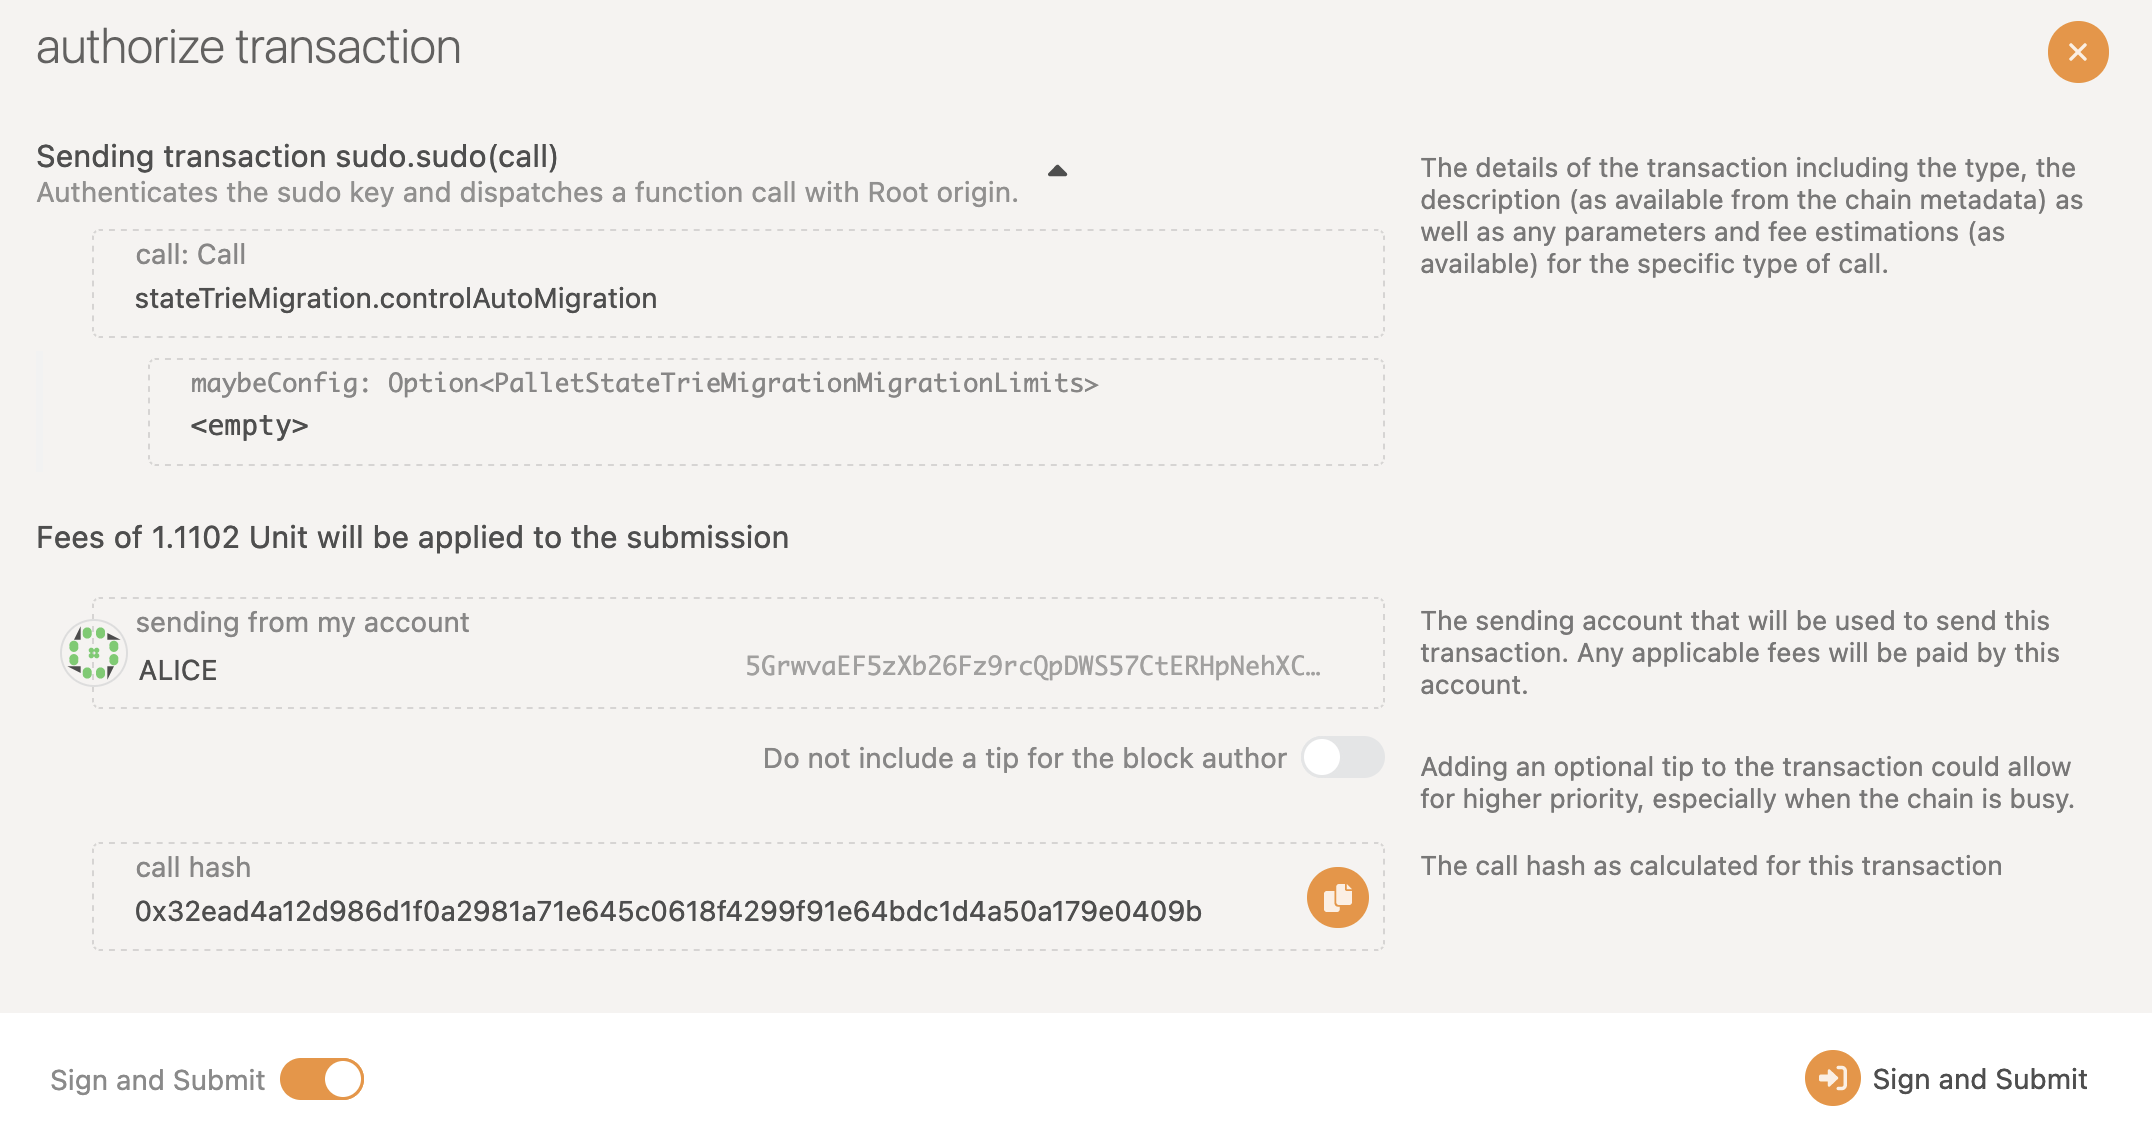 authorize transaction
Sending transaction sudo.sudo(call)
Authenticates the sudo key and dispatches a function call with Root origin.
The details of the transaction including the type, the
description (as available from the chain metadata) as
well as any parameters and fee estimations (as
available) for the specific type of call.
call: Call
stateTrieMigration.controlAutoMigration
maybeConfig: Option<PalletStateTrieMigrationMigrationLimits>
<empty>
Fees of 1.1102 Unit will be applied to the submission
sending from my account
ALICE
5GrwvaEF5zXb26Fz9rcQpDWS57CtERHpNehXC…
The sending account that will be used to send this
transaction. Any applicable fees will be paid by this
account.
Do not include a tip for the block author
Adding an optional tip to the transaction could allow
for higher priority, especially when the chain is busy.
call hash
0x32ead4a12d986d1f0a2981a71e645c0618f4299f91e64bdc1d4a50a179e0409b
The call hash as calculated for this transaction
Sign and Submit
Sign and Submit